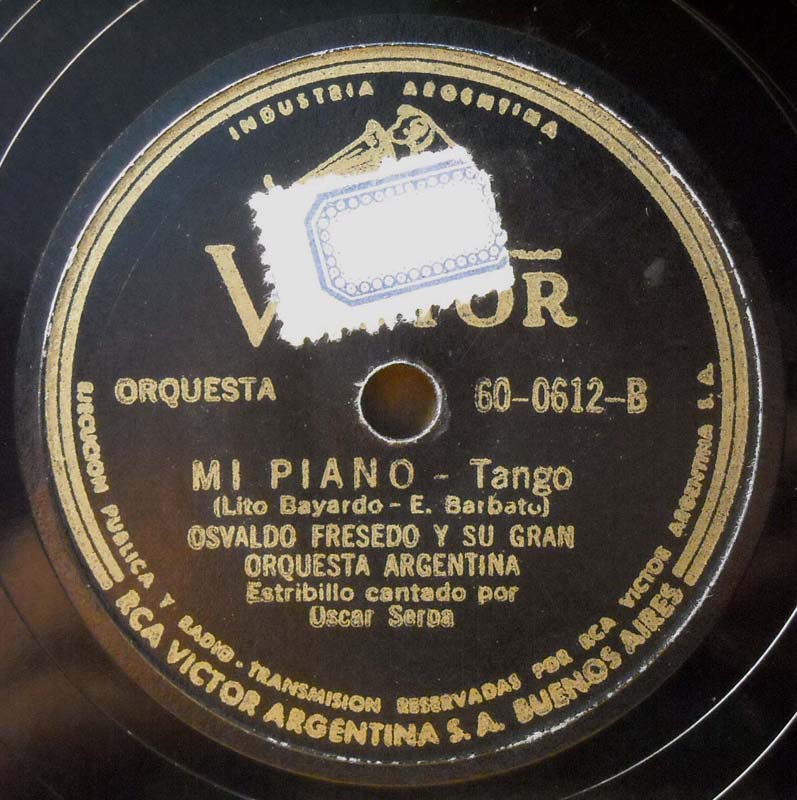 INDUSTRIA ARGENTINA
ORQUESTA 60-0612-B
MI PIANO - Tango
(Lito Bayardo - E. Barbato)
OSVALDO FRESEDO Y SU GRAN
ORQUESTA ARGENTINA
Estribillo cantado por
Oscar Serpa
EJECUCION PUBLICA Y RADIO-TRANSMISION RESERVADAS POR RCA VICTOR ARGENTINA S. A.
RCA VICTOR ARGENTINA S. A. BUENOS AIRES